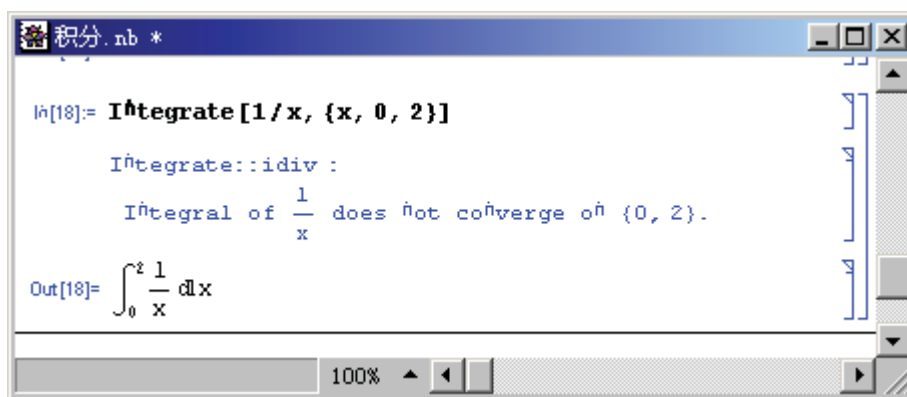 积分.nb *
In[18]:= Integrate[1/x, {x, 0, 2}]
Integrate::idiv :
Integral of 1/x does not converge on {0, 2}.
Out[18]= ∫₀² 1/x ⅆx
100%